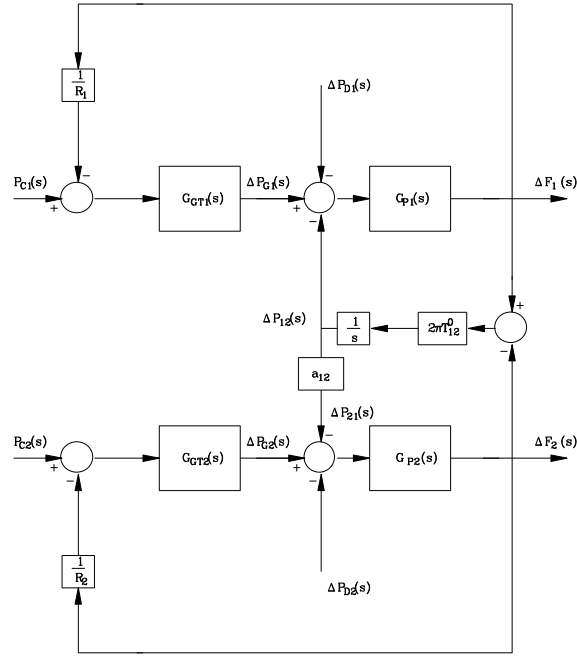 1
R1
ΔPD1(s)
PC1(s)
−
+
GGT1(s)
ΔPG1(s)
−
+
−
GP1(s)
ΔF1(s)
ΔP12(s)
1
s
2πT⁰12
+
−
a12
ΔP21(s)
PC2(s)
+
−
GGT2(s)
ΔPG2(s)
−
+
−
GP2(s)
ΔF2(s)
1
R2
ΔPD2(s)